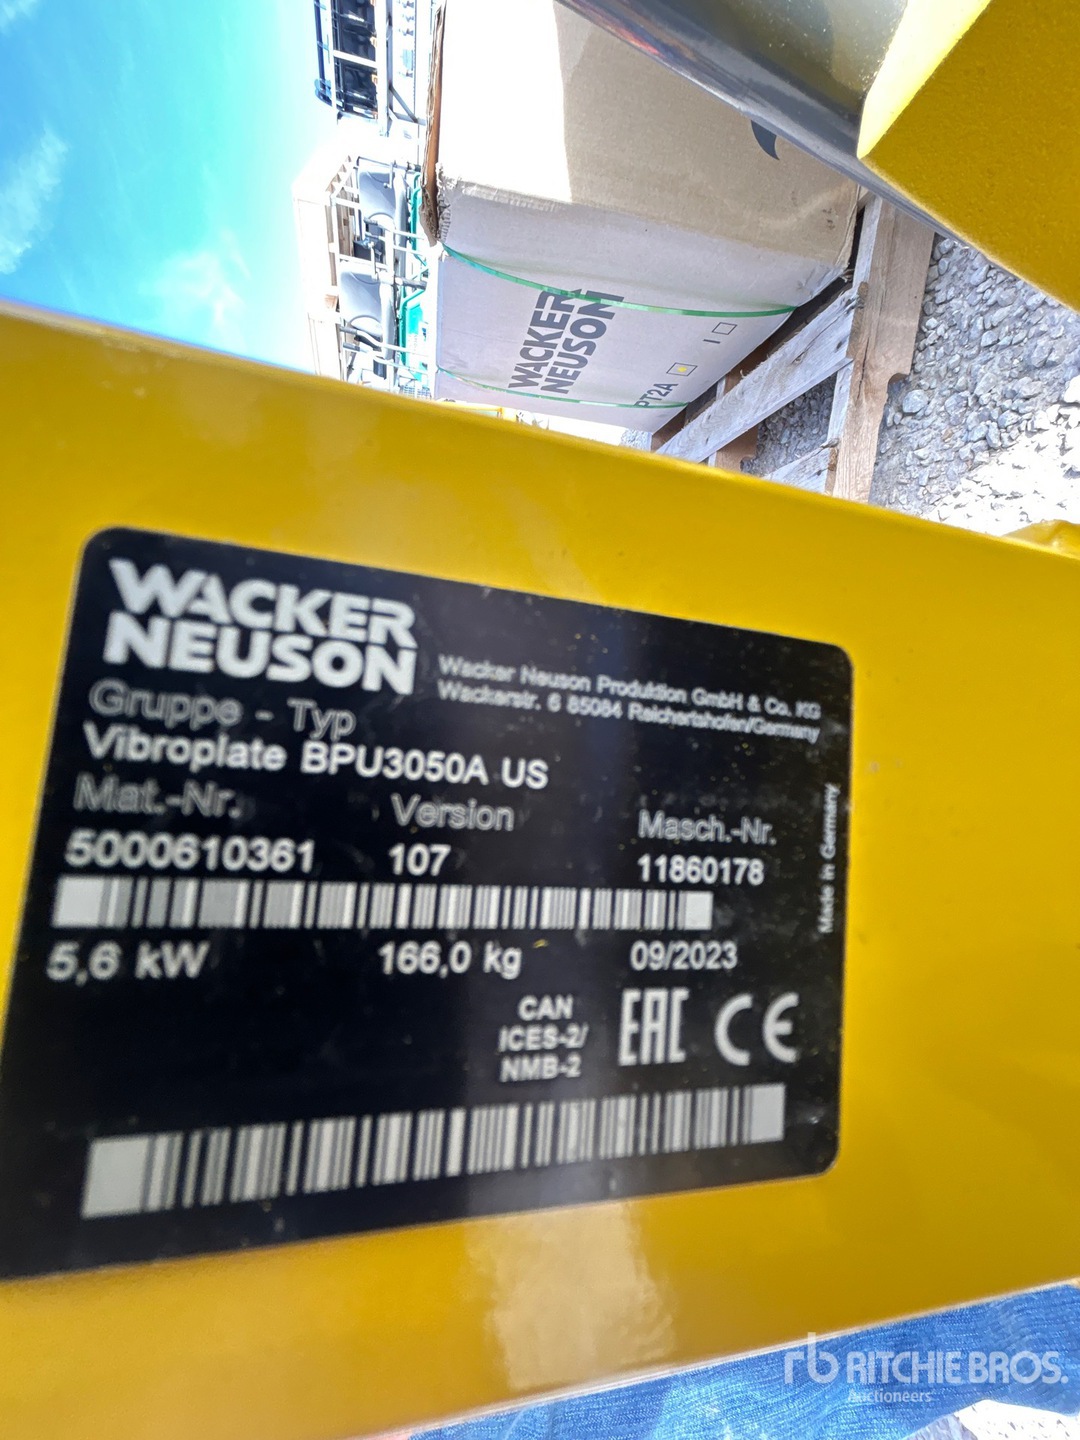 WACKER
NEUSON
PT2A
I
WACKER
NEUSON
Wacker Neuson Produktion GmbH & Co. KG
Wackerstr. 6 85084 Reichertshofen/Germany
Gruppe - Typ
Vibroplate BPU3050A US
Mat.-Nr. Version Masch.-Nr.
5000610361 107 11860178
5,6 kW 166,0 kg 09/2023
CAN
ICES-2/
NMB-2
EAC CE
Made in Germany
rb RITCHIE BROS.
Auctioneers